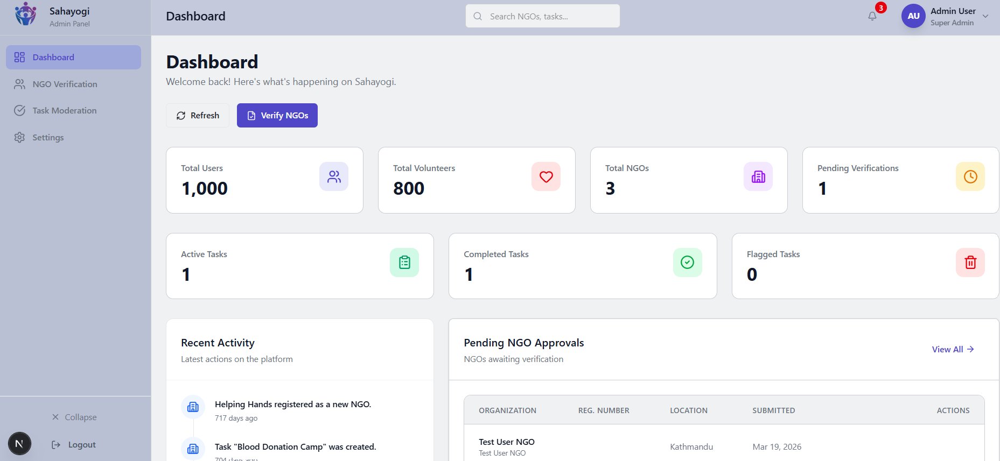 Sahayogi
Admin Panel
Dashboard
Search NGOs, tasks...
3
AU
Admin User
Super Admin
Dashboard
NGO Verification
Task Moderation
Settings
Collapse
Logout
N
Dashboard
Welcome back! Here's what's happening on Sahayogi.
Refresh
Verify NGOs
Total Users
1,000
Total Volunteers
800
Total NGOs
3
Pending Verifications
1
Active Tasks
1
Completed Tasks
1
Flagged Tasks
0
Recent Activity
Latest actions on the platform
Helping Hands registered as a new NGO.
717 days ago
Task "Blood Donation Camp" was created.
704 days ago
Pending NGO Approvals
NGOs awaiting verification
View All
ORGANIZATION REG. NUMBER LOCATION SUBMITTED ACTIONS
Test User NGO
Test User NGO
Kathmandu
Mar 19, 2026